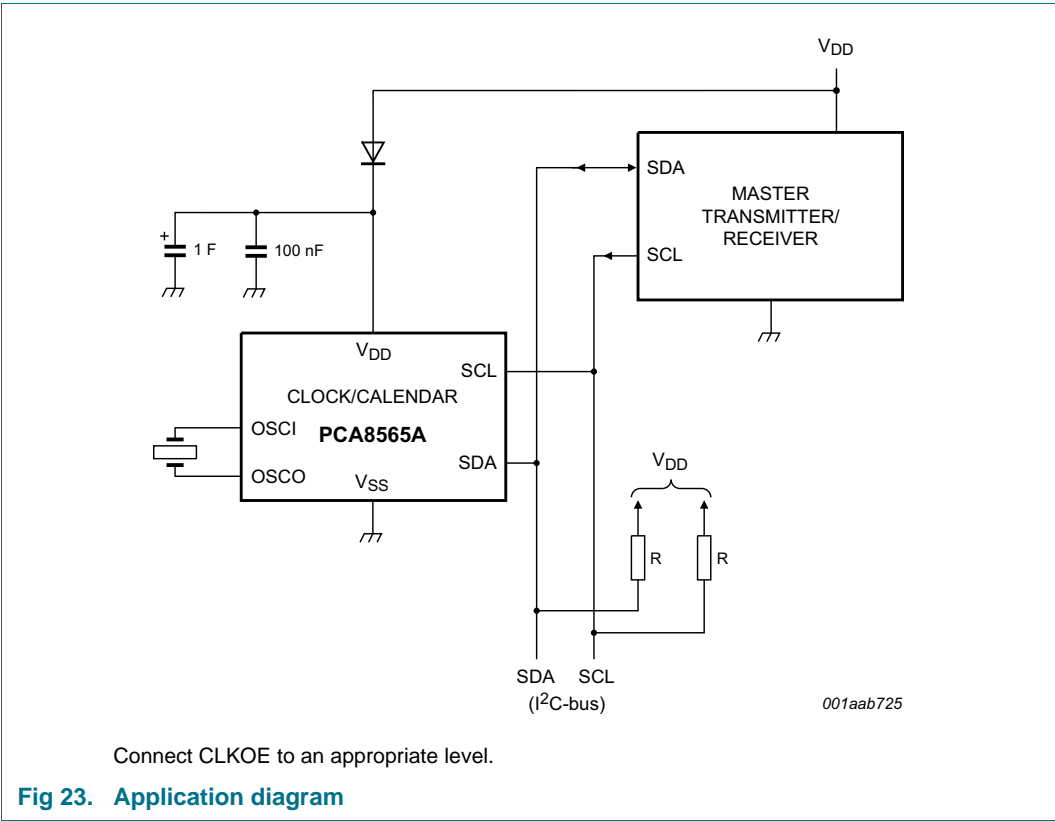 VDD
SDA
MASTER
TRANSMITTER/
RECEIVER
SCL
+
1 F
100 nF
VDD
SCL
CLOCK/CALENDAR
OSCI
PCA8565A
SDA
OSCO
VSS
VDD
R
R
SDA
SCL
(I2C-bus)
001aab725
Connect CLKOE to an appropriate level.
Fig 23. Application diagram